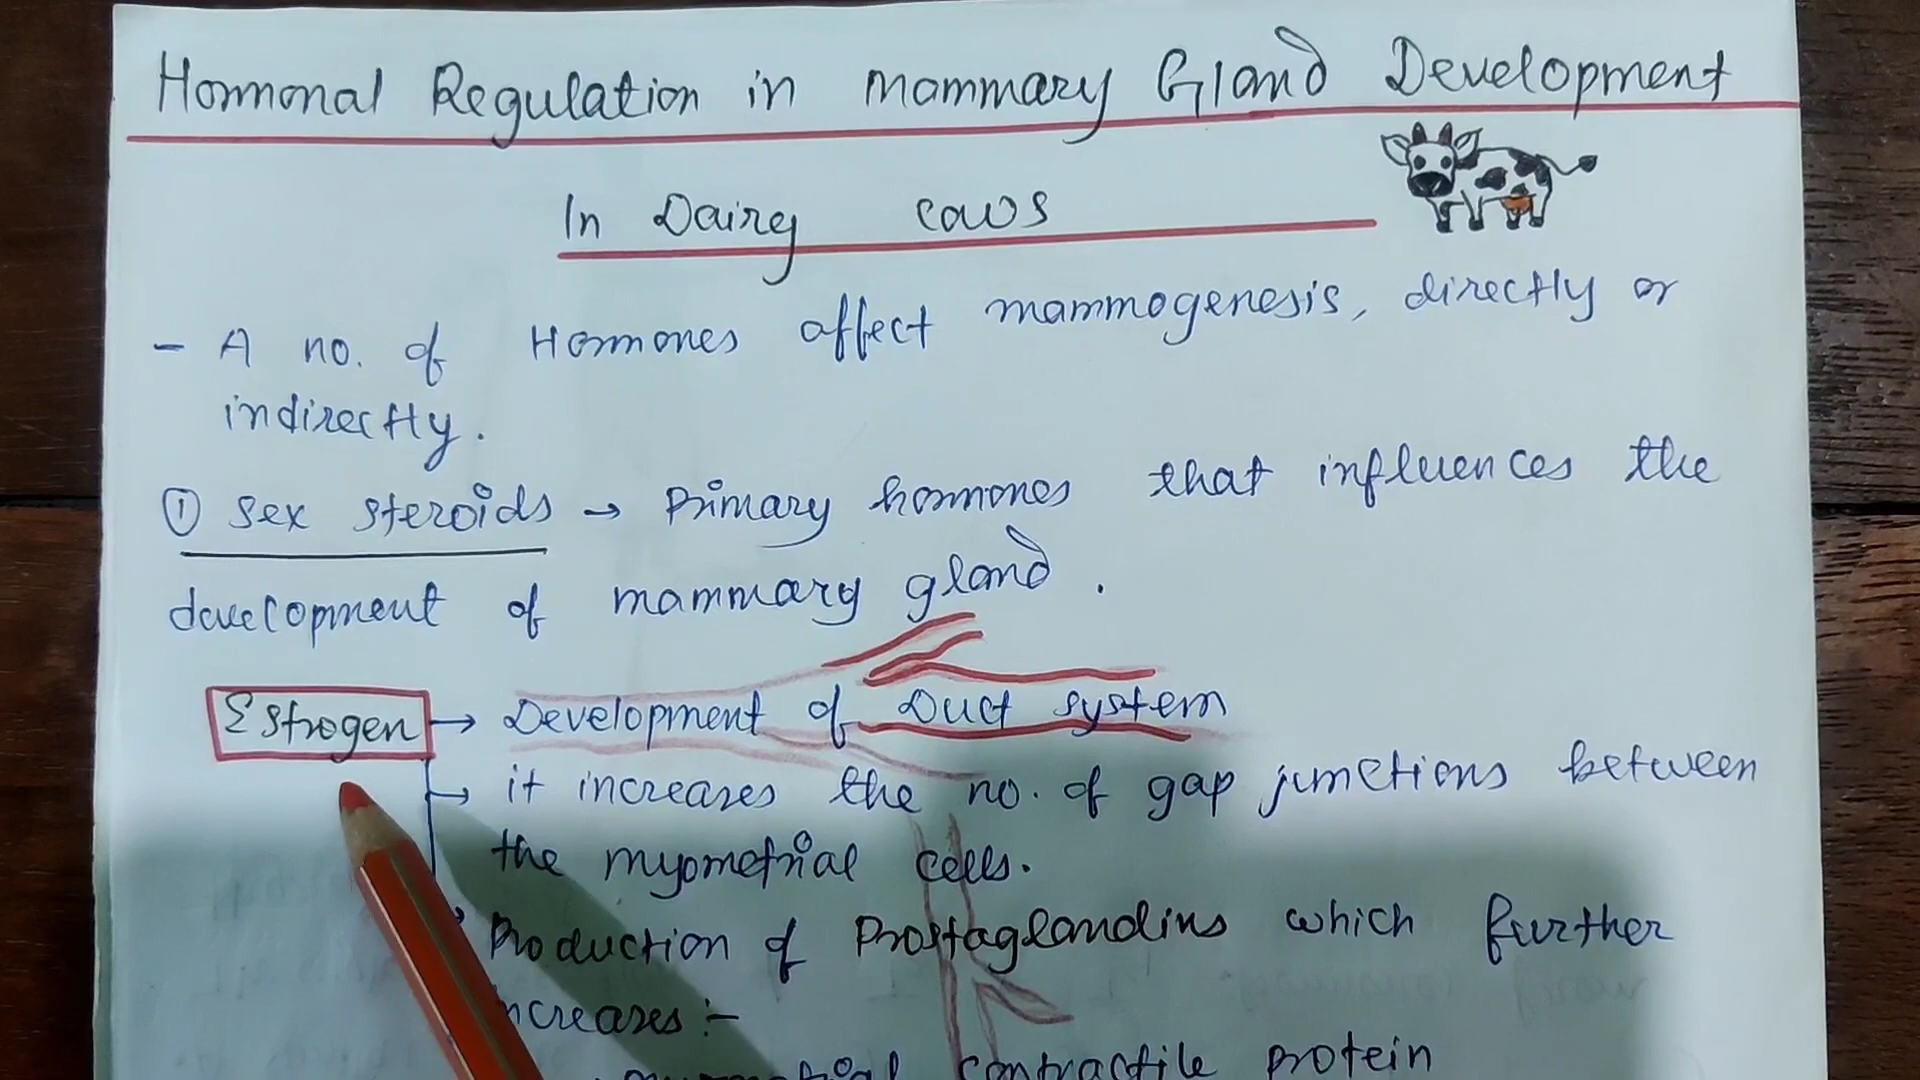 Hormonal Regulation in mammary Gland Development
In Dairy cows
- A no. of Hormones affect mammogenesis, directly or
indirectly.
① Sex steroids → Primary hormones that influences the
development of mammary gland.
Estrogen → Development of Duct system
→ it increases the no. of gap junctions between
the myometrial cells.
Production of Prostaglandins which further
increases :-
contractile protein